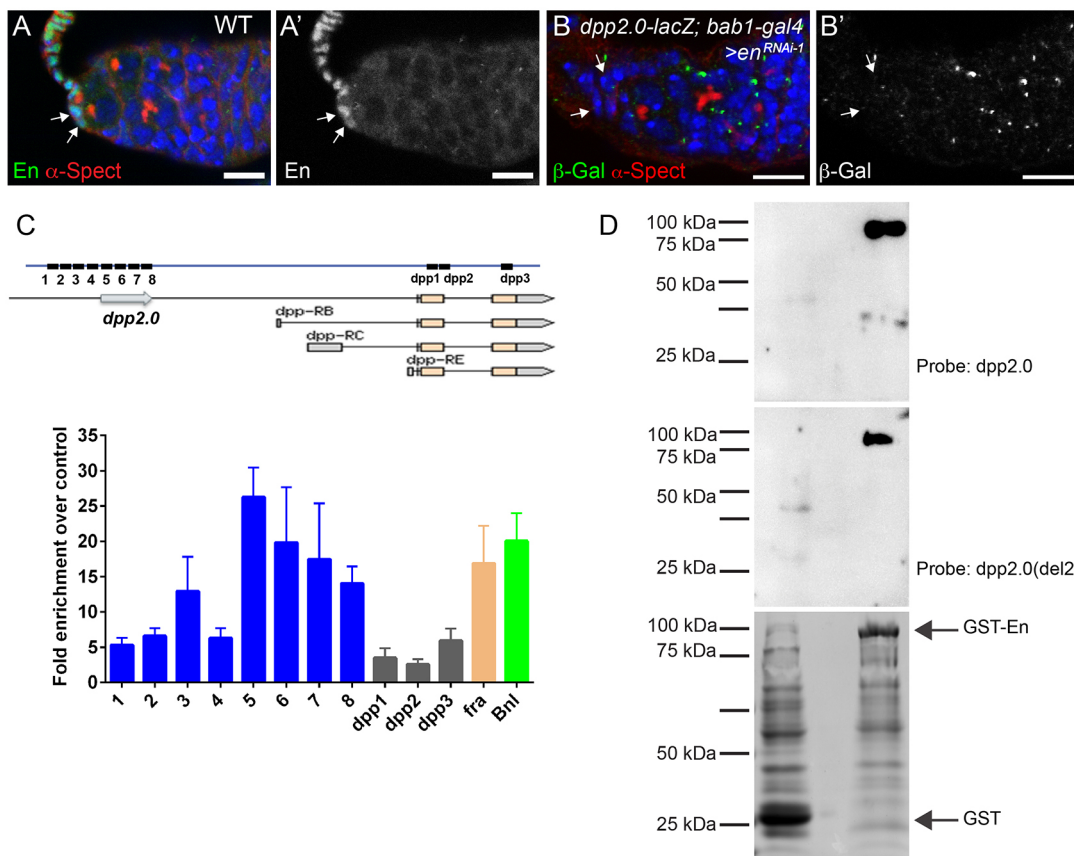 A
WT
En α-Spect
A'
En
B
dpp2.0-lacZ; bab1-gal4
>en RNAi-1
β-Gal α-Spect
B'
β-Gal
C
1 2 3 4 5 6 7 8
dpp1 dpp2 dpp3
dpp2.0
dpp-RB
dpp-RC
dpp-RE
Fold enrichment over control
35
30
25
20
15
10
5
0
1 2 3 4 5 6 7 8 dpp1 dpp2 dpp3 fra Bnl
D
100 kDa
75 kDa
50 kDa
25 kDa
Probe: dpp2.0
100 kDa
75 kDa
50 kDa
25 kDa
Probe: dpp2.0(del2
100 kDa
75 kDa
50 kDa
25 kDa
GST-En
GST